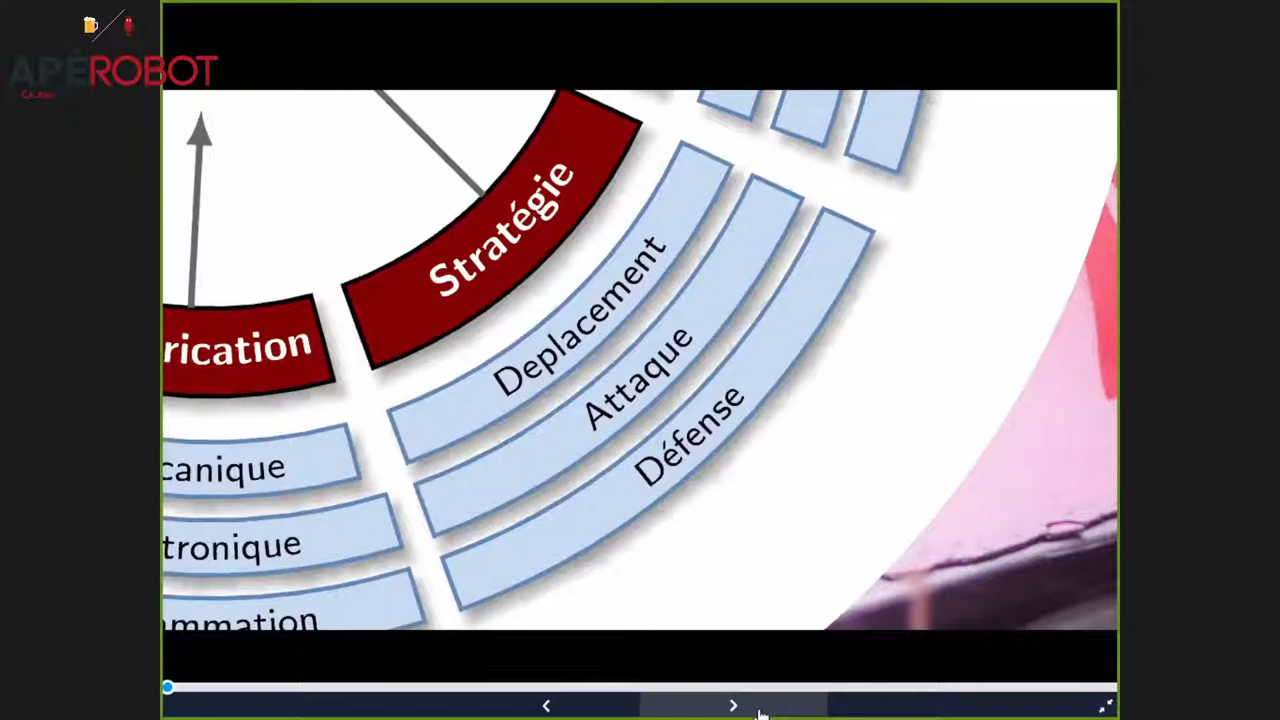 APÉROBOT
Stratégie
Deplacement
Attaque
Défense
rication
canique
tronique
mmation